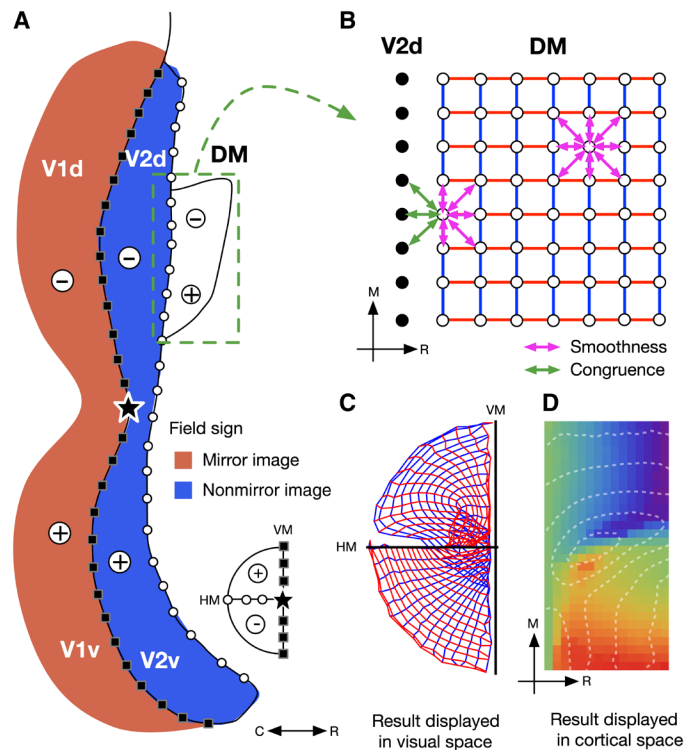 A
V1d
V2d
DM
−
−
−
+
+
+
V1v
V2v
Field sign
Mirror image
Nonmirror image
VM
HM
+
−
C
R
B
V2d
DM
M
R
Smoothness
Congruence
C
VM
HM
Result displayed
in visual space
D
M
R
Result displayed
in cortical space